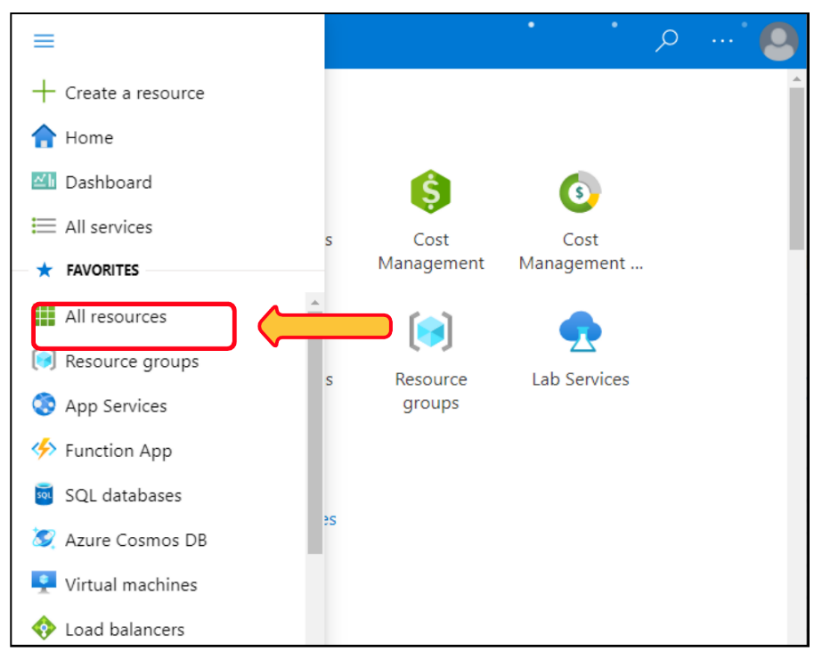 Create a resource
Home
Dashboard
All services
FAVORITES
All resources
Resource groups
App Services
Function App
SQL databases
Azure Cosmos DB
Virtual machines
Load balancers
s
Cost
Management
Cost
Management ...
s
Resource
groups
Lab Services
es